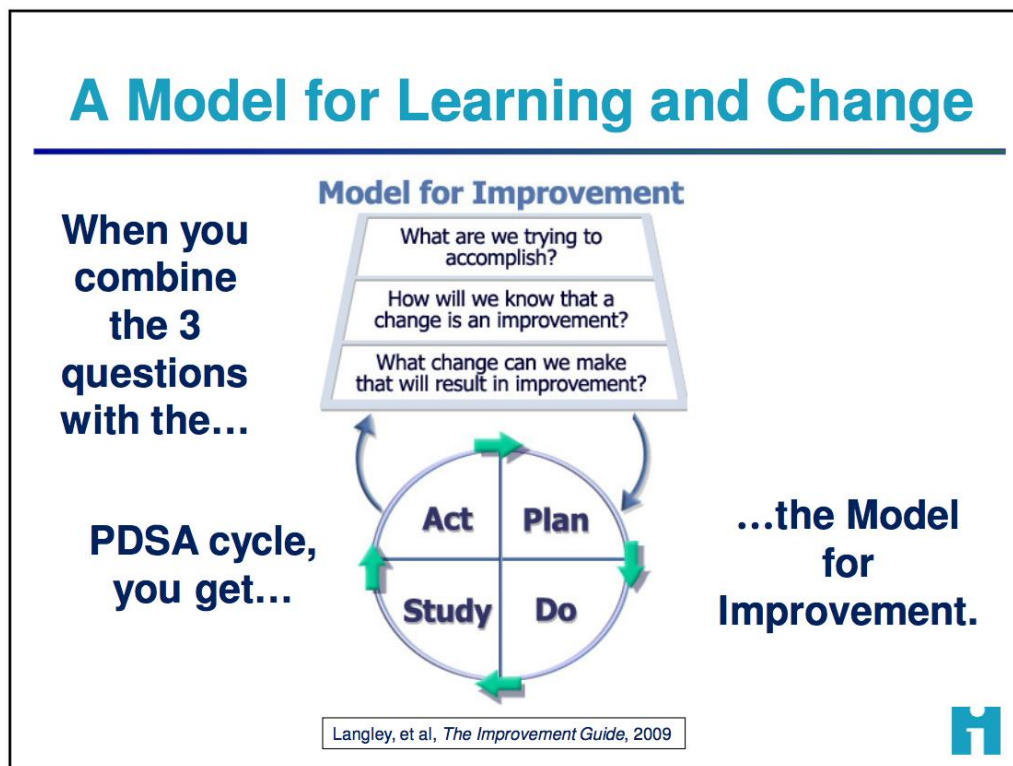 A Model for Learning and Change
When you
combine
the 3
questions
with the…
Model for Improvement
What are we trying to
accomplish?
How will we know that a
change is an improvement?
What change can we make
that will result in improvement?
PDSA cycle,
you get…
Act
Plan
Study
Do
…the Model
for
Improvement.
Langley, et al, The Improvement Guide, 2009